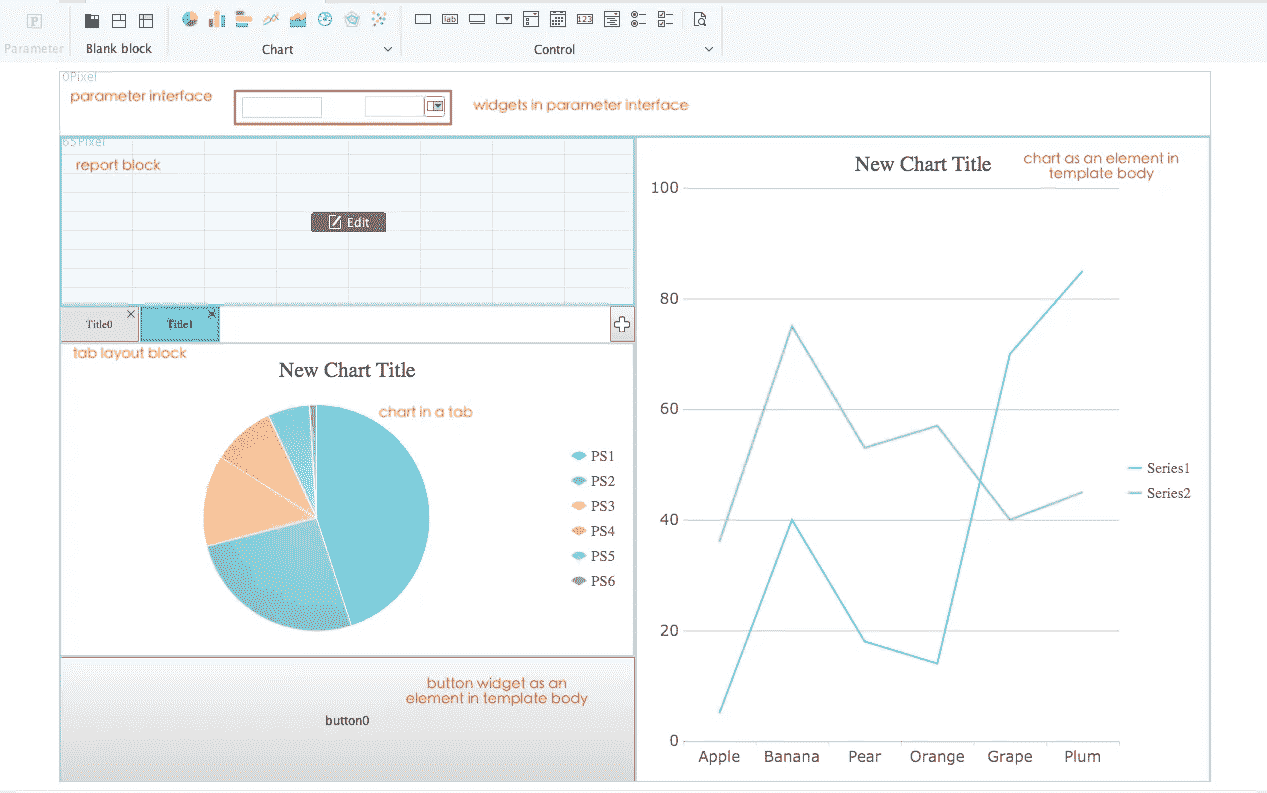 Parameter
Blank block
Chart
Control
0Pixel
parameter interface
widgets in parameter interface
65Pixel
report block
Edit
Title0
Title1
tab layout block
New Chart Title
chart in a tab
PS1
PS2
PS3
PS4
PS5
PS6
button widget as an
element in template body
button0
New Chart Title
chart as an element in
template body
100
80
60
40
20
0
Apple Banana Pear Orange Grape Plum
Series1
Series2